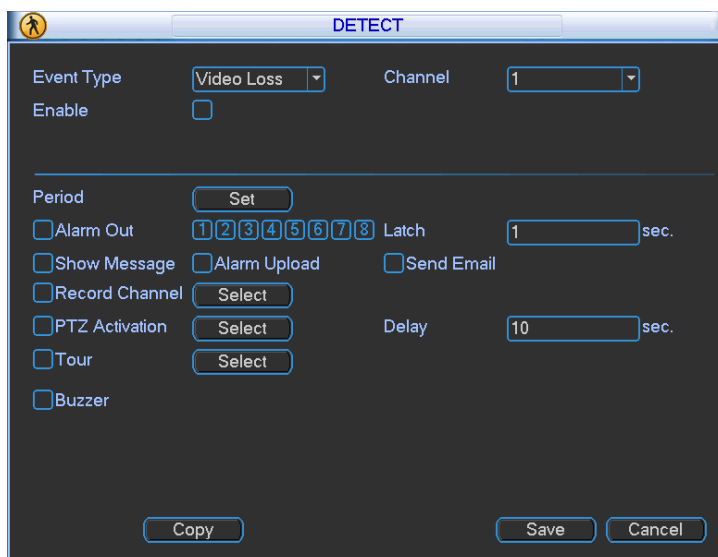 DETECT
Event Type Video Loss Channel 1
Enable
Period Set
Alarm Out 1 2 3 4 5 6 7 8 Latch 1 sec.
Show Message Alarm Upload Send Email
Record Channel Select
PTZ Activation Select Delay 10 sec.
Tour Select
Buzzer
Copy Save Cancel